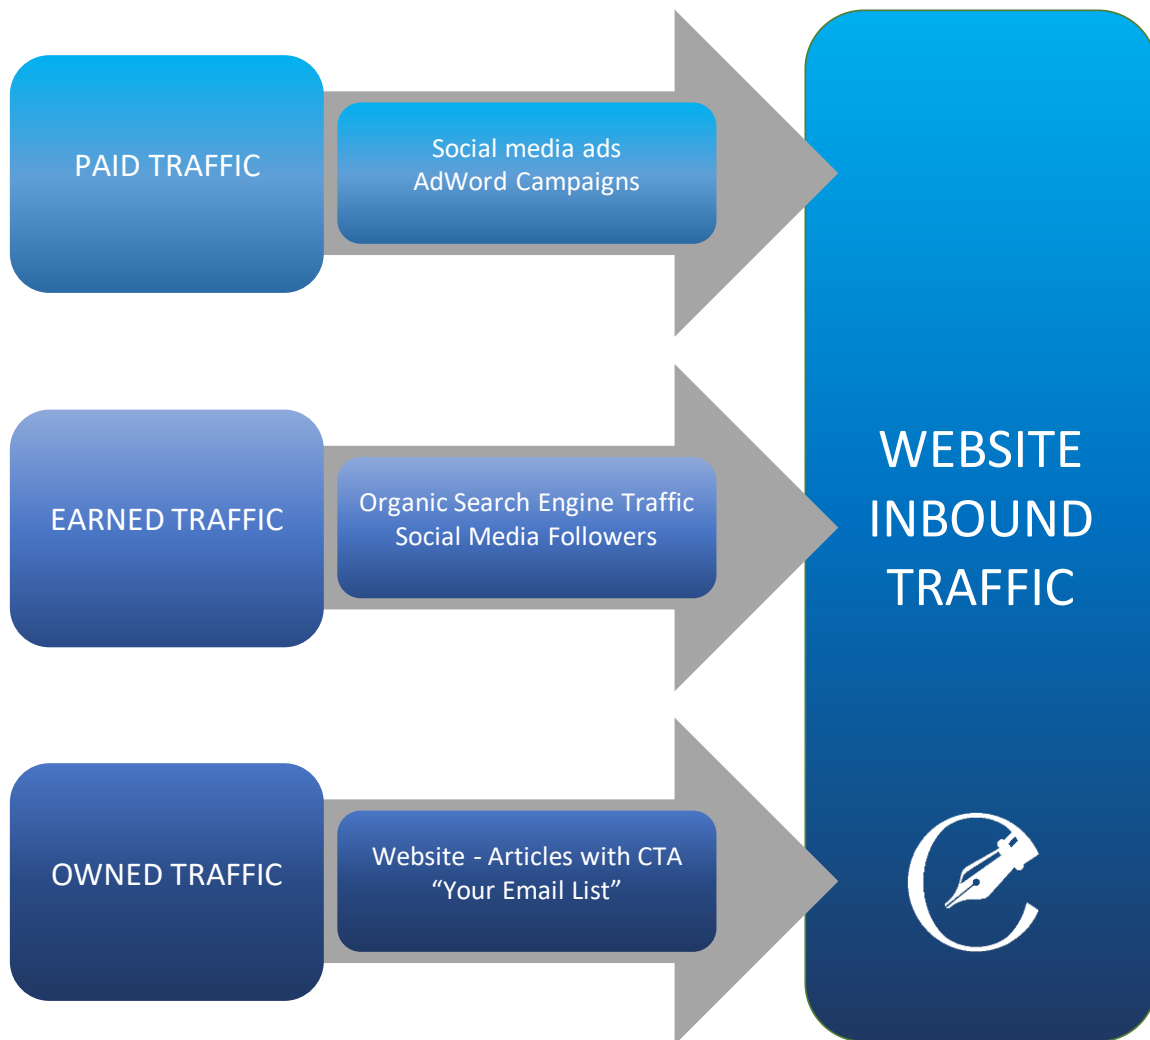 PAID TRAFFIC
Social media ads
AdWord Campaigns
EARNED TRAFFIC
Organic Search Engine Traffic
Social Media Followers
OWNED TRAFFIC
Website - Articles with CTA
“Your Email List”
WEBSITE
INBOUND
TRAFFIC